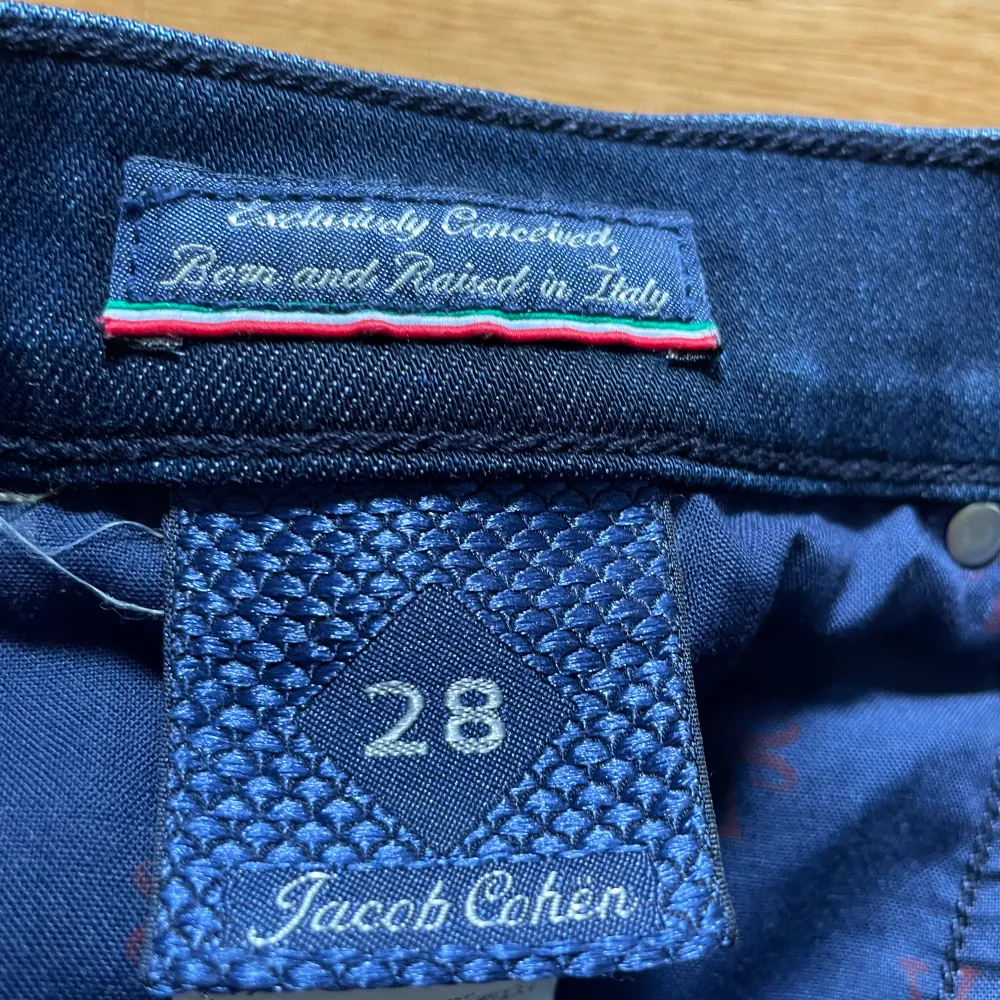 Exclusively Conceived,
Born and Raised in Italy
28
Jacob Cohën